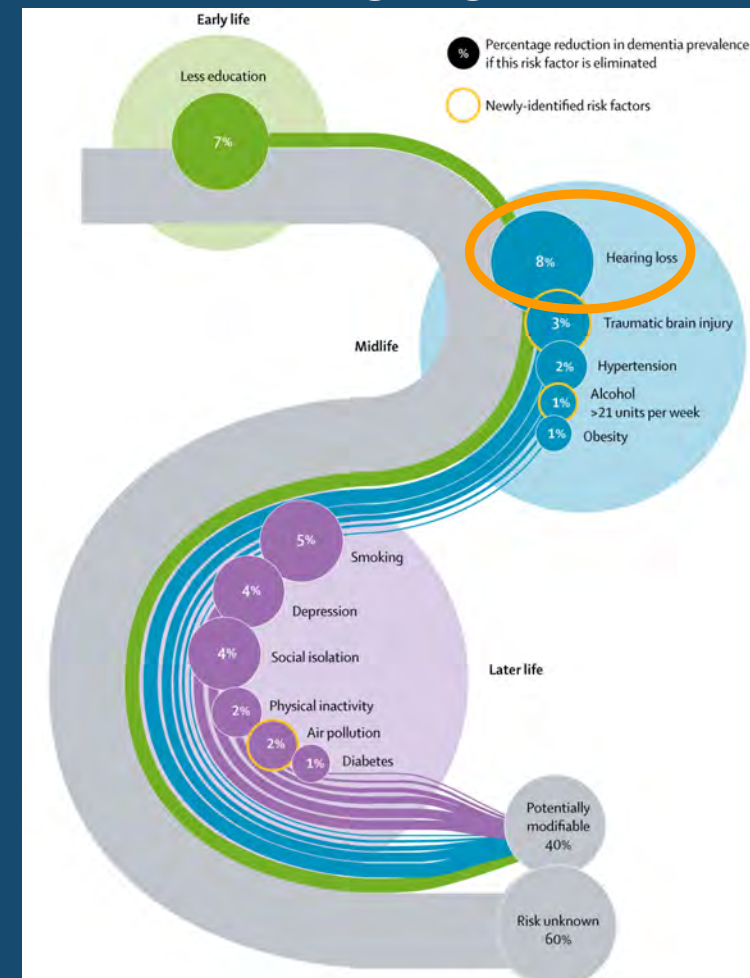 Early life
%
Percentage reduction in dementia prevalence
if this risk factor is eliminated
Less education
Newly-identified risk factors
7%
8%
Hearing loss
3%
Traumatic brain injury
Midlife
2%
Hypertension
1%
Alcohol
>21 units per week
1%
Obesity
5%
Smoking
4%
Depression
4%
Social isolation
Later life
2%
Physical inactivity
2%
Air pollution
1%
Diabetes
Potentially
modifiable
40%
Risk unknown
60%